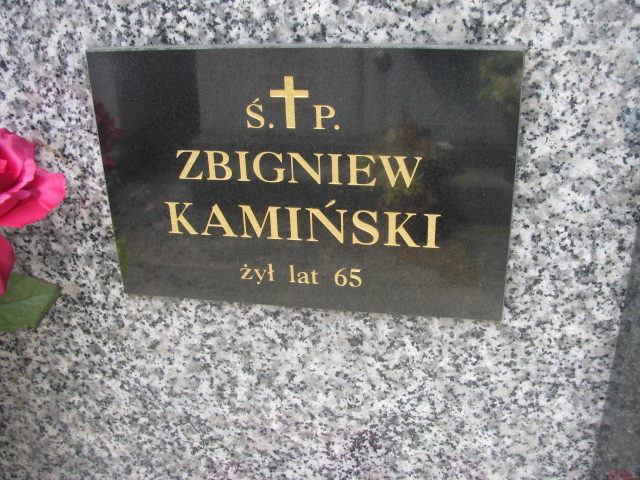 Ś. P.
ZBIGNIEW
KAMIŃSKI
żył lat 65